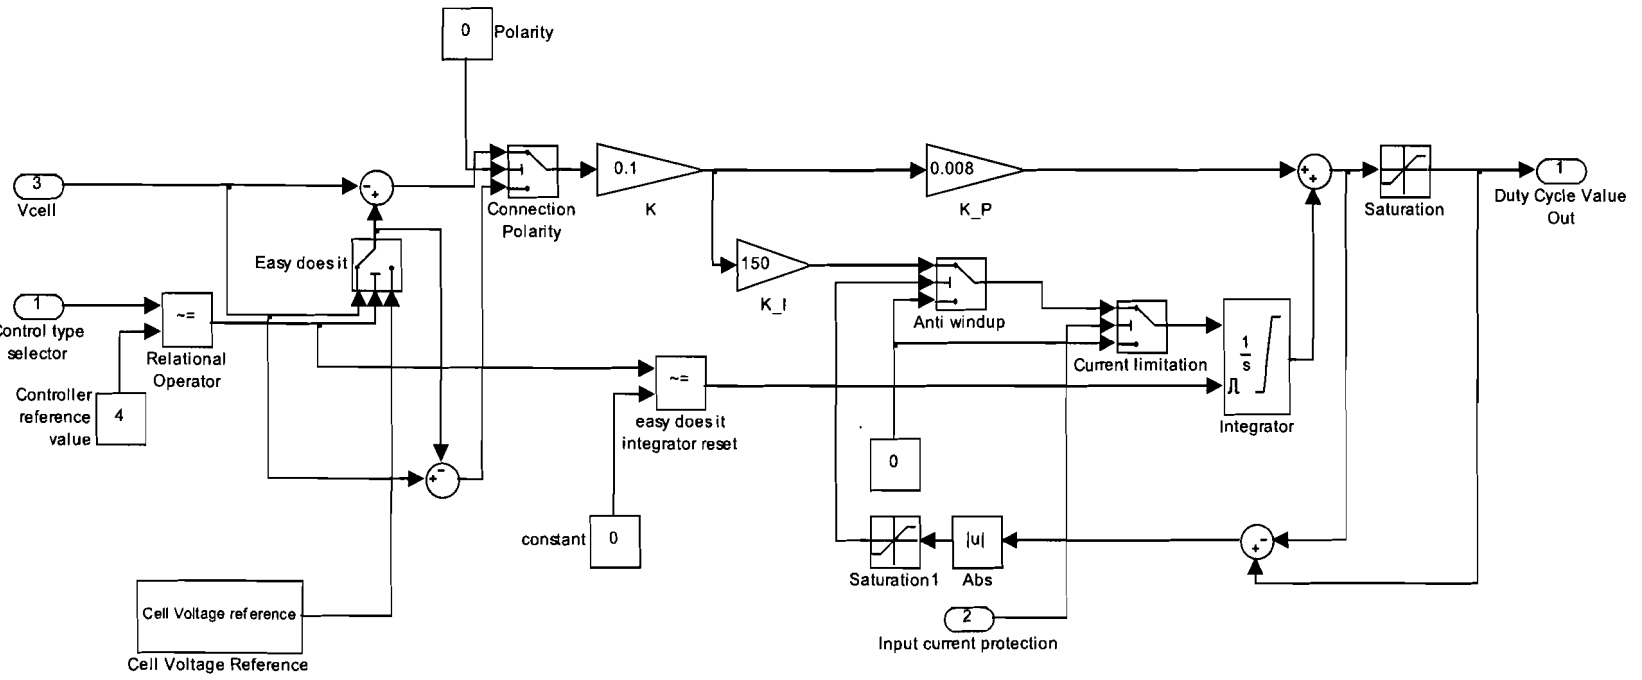 0
Polarity
3
Vcell
-
+
Connection
Polarity
0.1
K
0.008
K_P
+
+
Saturation
1
Duty Cycle Value
Out
Easy does it
150
K_I
Anti windup
1
Control type
selector
~=
Relational
Operator
Current limitation
1
s
Integrator
Controller
reference
value
4
~=
easy does it
integrator reset
0
+
-
constant
0
Saturation1
|u|
Abs
+
-
Cell Voltage reference
Cell Voltage Reference
2
Input current protection